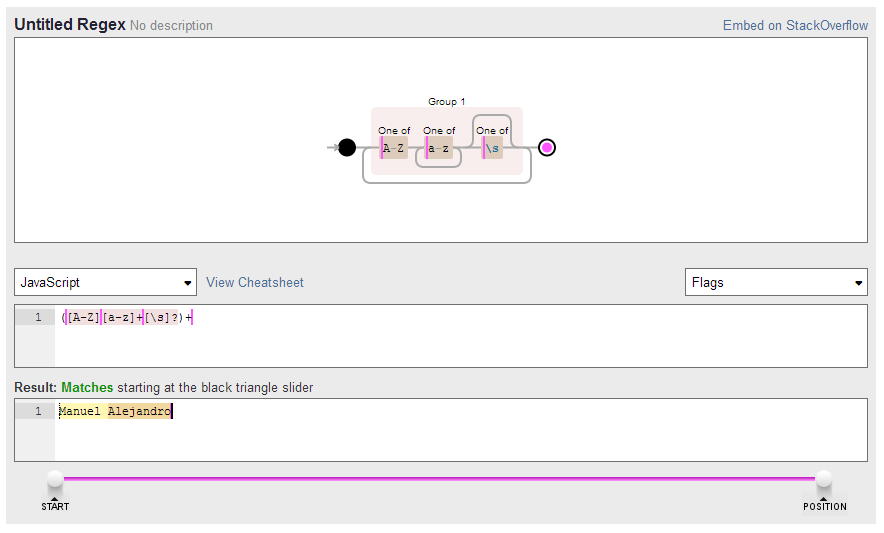 Untitled Regex No description Embed on StackOverflow
Group 1
One of One of One of
A-Z a-z \s
JavaScript View Cheatsheet Flags
1 ([A-Z][a-z]+[\s]?)+
Result: Matches starting at the black triangle slider
1 Manuel Alejandro
START POSITION